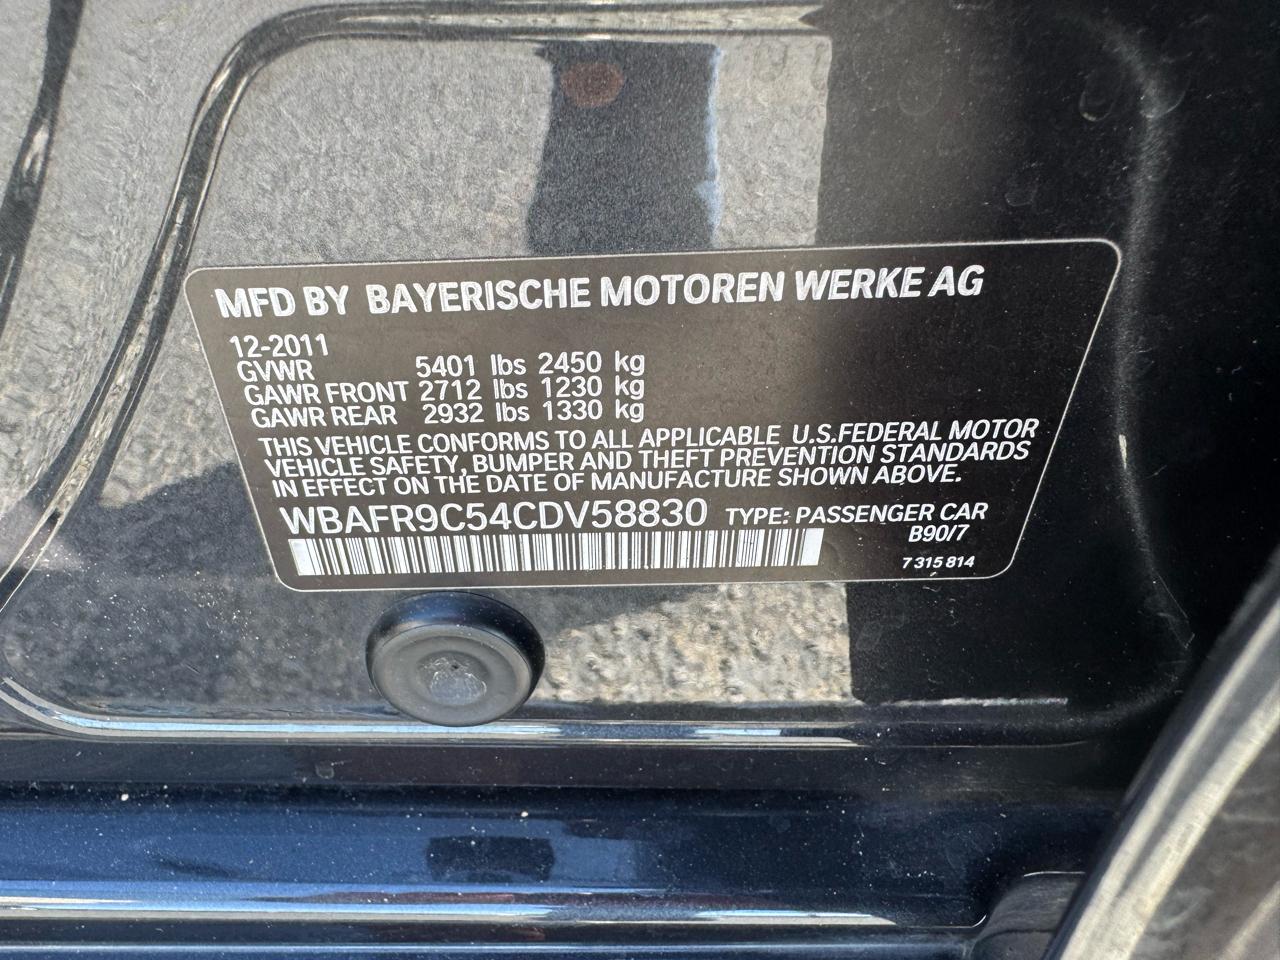 MFD BY BAYERISCHE MOTOREN WERKE AG
12-2011
GVWR 5401 lbs 2450 kg
GAWR FRONT 2712 lbs 1230 kg
GAWR REAR 2932 lbs 1330 kg
THIS VEHICLE CONFORMS TO ALL APPLICABLE U.S.FEDERAL MOTOR
VEHICLE SAFETY, BUMPER AND THEFT PREVENTION STANDARDS
IN EFFECT ON THE DATE OF MANUFACTURE SHOWN ABOVE.
WBAFR9C54CDV58830 TYPE: PASSENGER CAR
B90/7
7 315 814